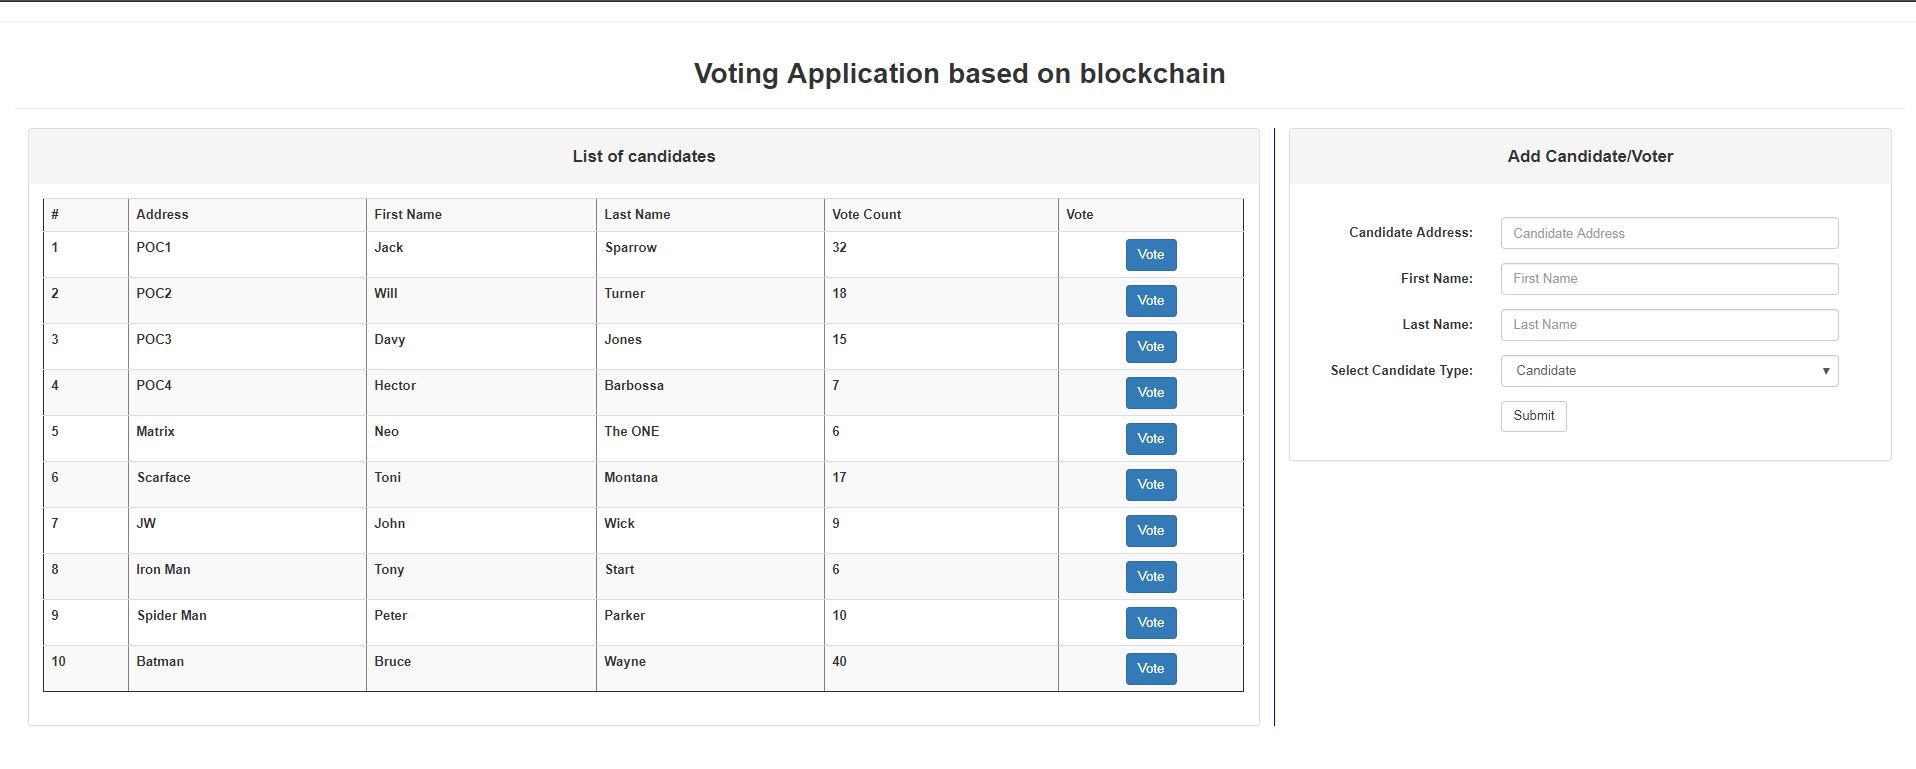 Voting Application based on blockchain
List of candidates
# Address First Name Last Name Vote Count Vote
1 POC1 Jack Sparrow 32 Vote
2 POC2 Will Turner 18 Vote
3 POC3 Davy Jones 15 Vote
4 POC4 Hector Barbossa 7 Vote
5 Matrix Neo The ONE 6 Vote
6 Scarface Toni Montana 17 Vote
7 JW John Wick 9 Vote
8 Iron Man Tony Start 6 Vote
9 Spider Man Peter Parker 10 Vote
10 Batman Bruce Wayne 40 Vote
Add Candidate/Voter
Candidate Address: Candidate Address
First Name: First Name
Last Name: Last Name
Select Candidate Type: Candidate
Submit